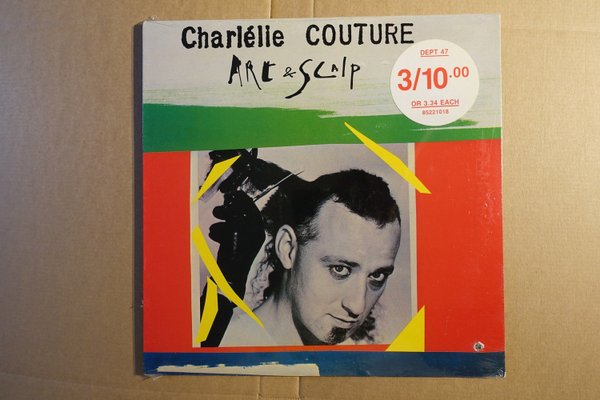 Charlélie COUTURE
ART & SCAlp
DEPT 47
3/10.00
OR 3.34 EACH
85221018